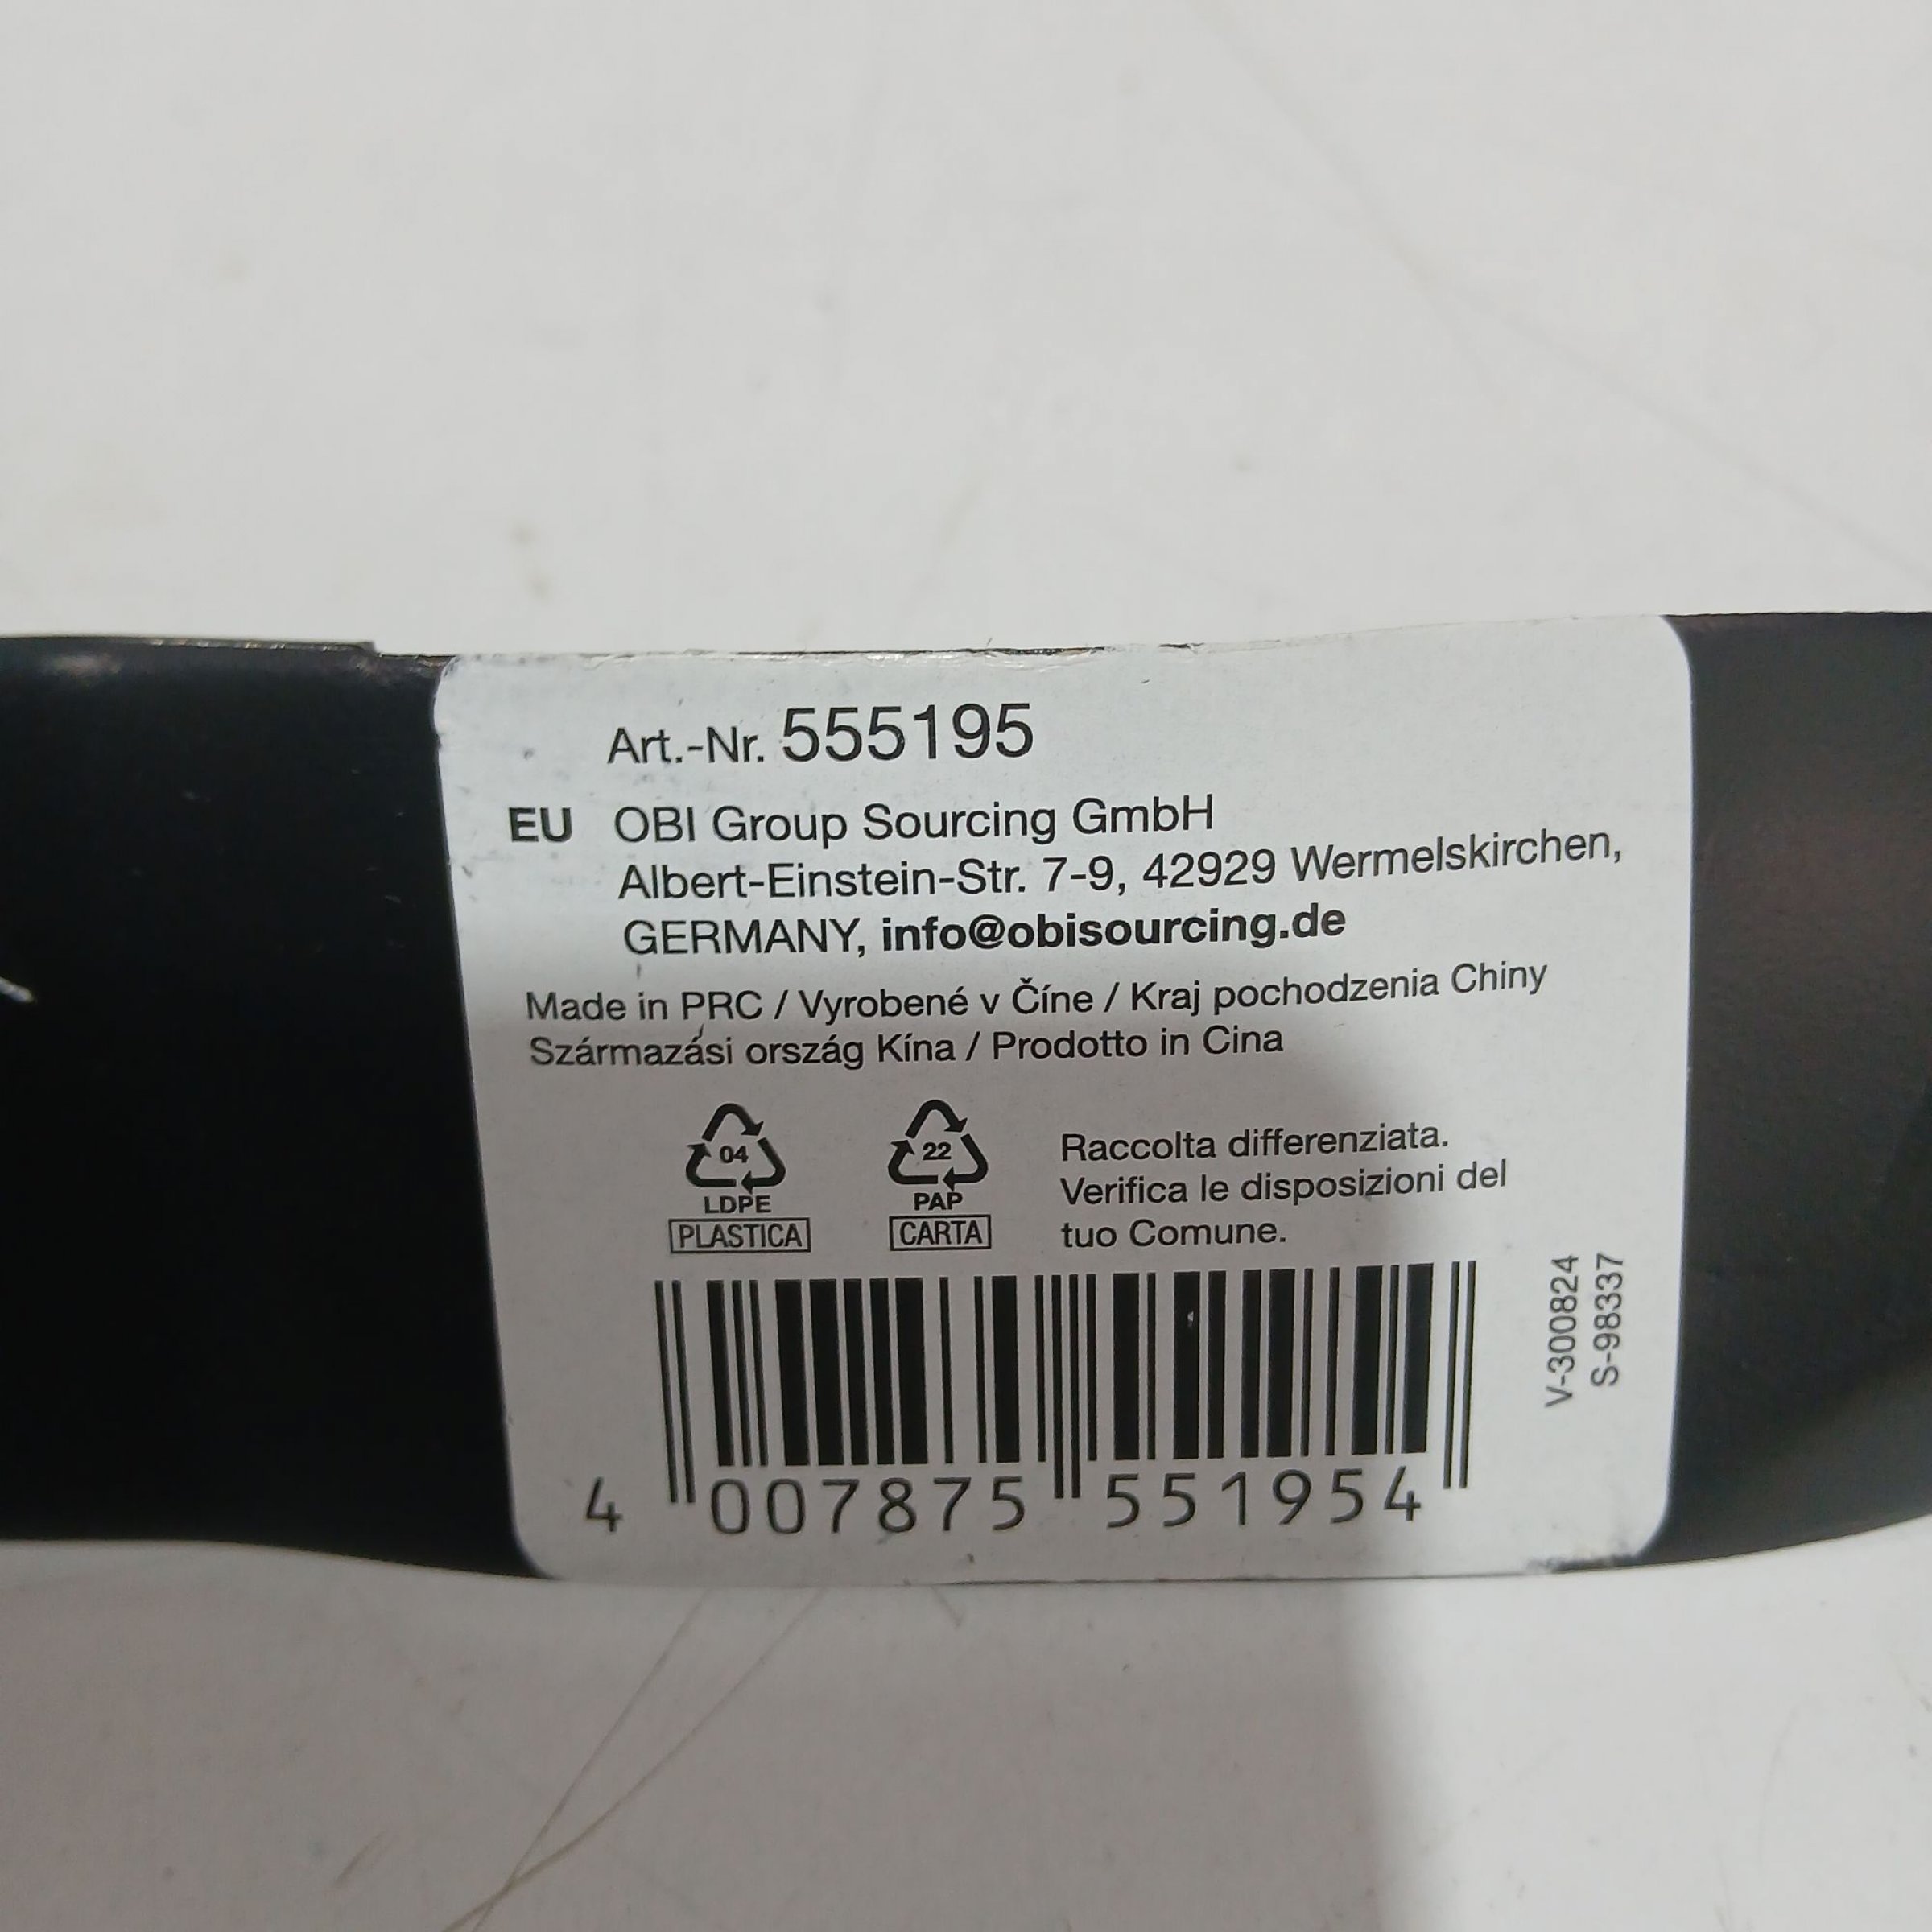 Art.-Nr. 555195
EU OBI Group Sourcing GmbH
Albert-Einstein-Str. 7-9, 42929 Wermelskirchen,
GERMANY, info@obisourcing.de
Made in PRC / Vyrobené v Číne / Kraj pochodzenia Chiny
Származási ország Kína / Prodotto in Cina
04
LDPE
PLASTICA
22
PAP
CARTA
Raccolta differenziata.
Verifica le disposizioni del
tuo Comune.
V-300824
S-98337
4 007875 551954